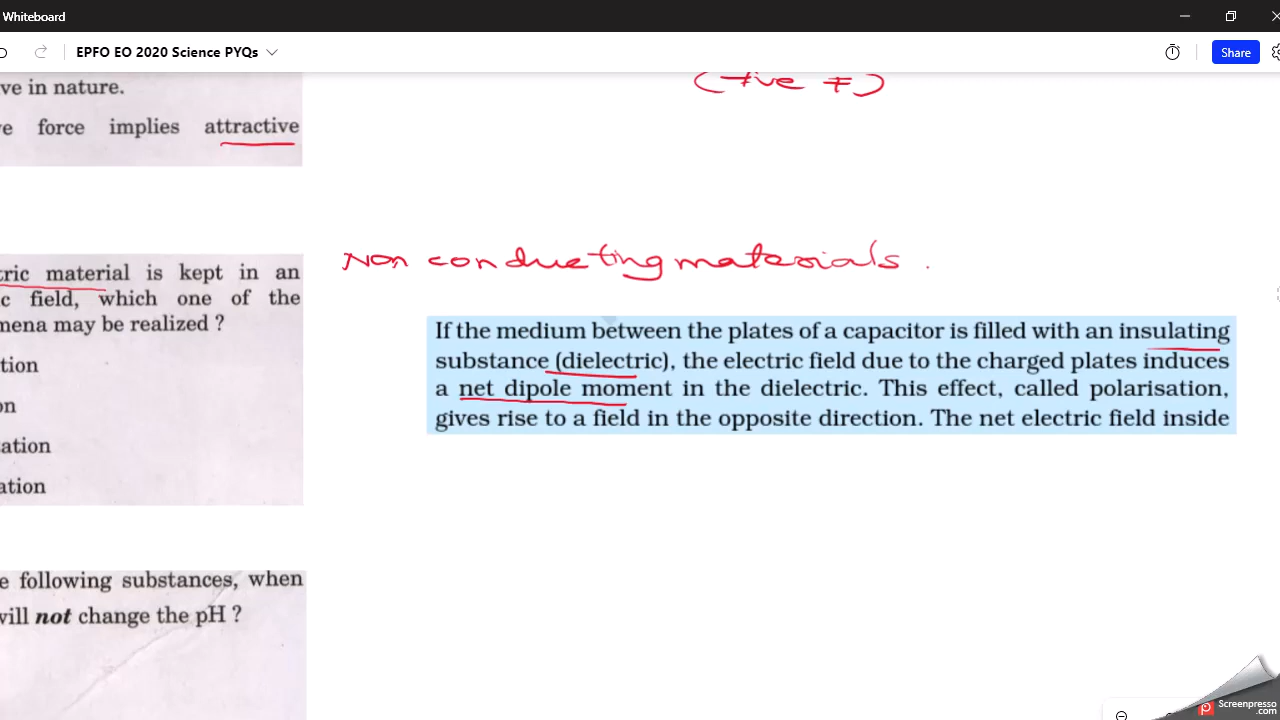 Whiteboard
EPFO EO 2020 Science PYQs
Share
(+ve F)
ve in nature.
e force implies attractive
Non conducting materials.
tric material is kept in an
c field, which one of the
mena may be realized ?
tion
on
ation
ation
If the medium between the plates of a capacitor is filled with an insulating
substance (dielectric), the electric field due to the charged plates induces
a net dipole moment in the dielectric. This effect, called polarisation,
gives rise to a field in the opposite direction. The net electric field inside
e following substances, when
will not change the pH ?
Screenpresso
.com